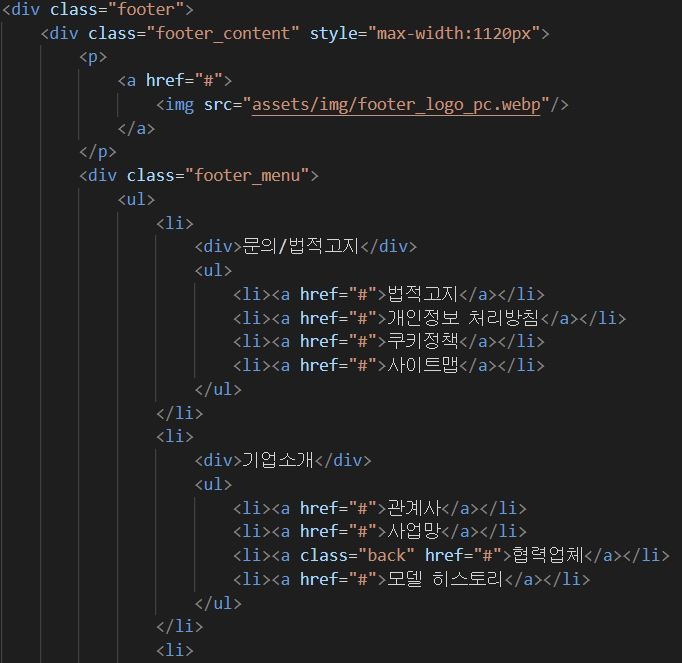 <div class="footer">
<div class="footer_content" style="max-width:1120px">
<p>
<a href="#">
<img src="assets/img/footer_logo_pc.webp"/>
</a>
</p>
<div class="footer_menu">
<ul>
<li>
<div>문의/법적고지</div>
<ul>
<li><a href="#">법적고지</a></li>
<li><a href="#">개인정보 처리방침</a></li>
<li><a href="#">쿠키정책</a></li>
<li><a href="#">사이트맵</a></li>
</ul>
</li>
<li>
<div>기업소개</div>
<ul>
<li><a href="#">관계사</a></li>
<li><a href="#">사업망</a></li>
<li><a class="back" href="#">협력업체</a></li>
<li><a href="#">모델 히스토리</a></li>
</ul>
</li>
<li>